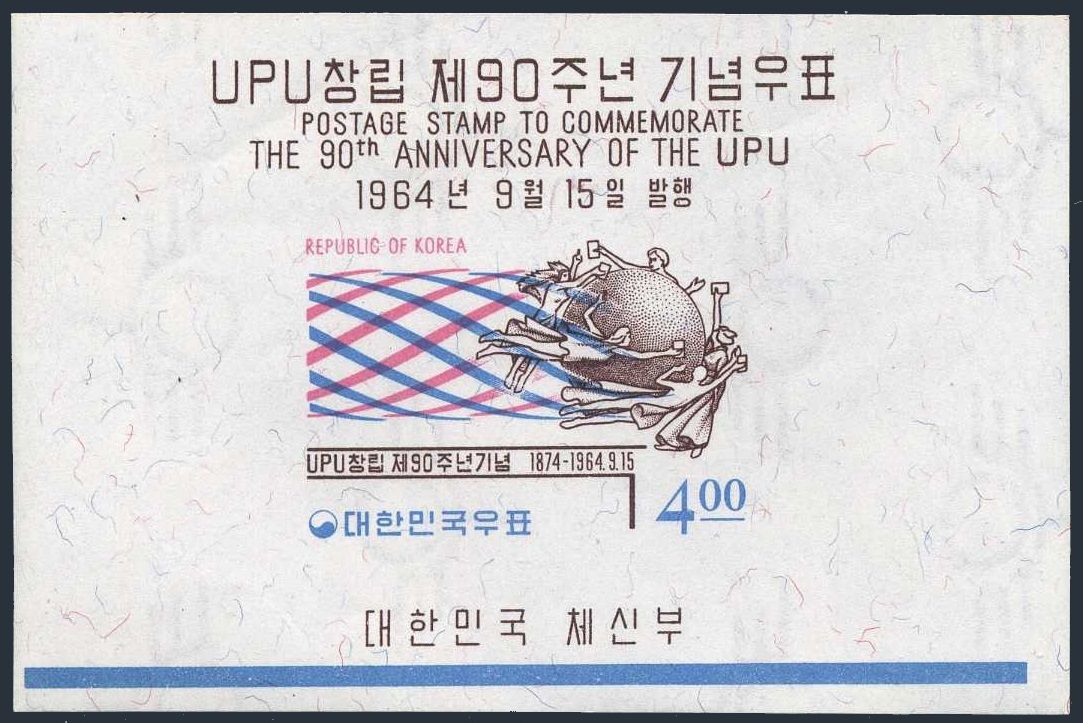 UPU창립 제90주년 기념우표
POSTAGE STAMP TO COMMEMORATE
THE 90th ANNIVERSARY OF THE UPU
1964년 9월 15일 발행
REPUBLIC OF KOREA
UPU창립 제90주년기념 1874-1964.9.15
대한민국우표 400
대한민국 체신부